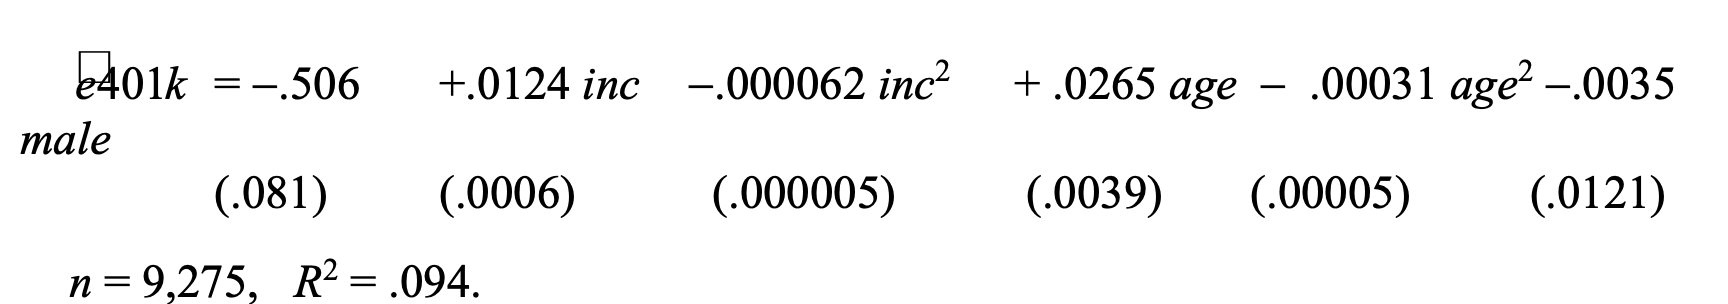 □e401k = –.506 +.0124 inc –.000062 inc² + .0265 age – .00031 age² –.0035
male
(.081) (.0006) (.000005) (.0039) (.00005) (.0121)
n = 9,275, R² = .094.